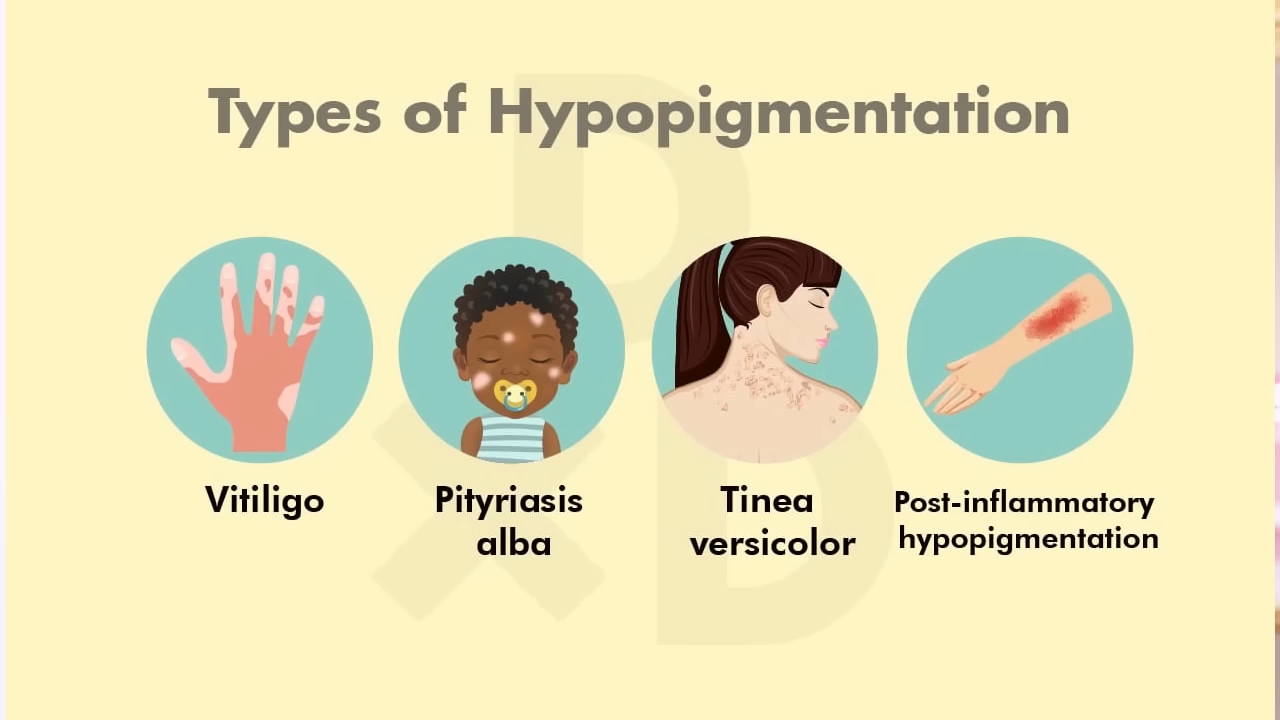 Types of Hypopigmentation
Vitiligo
Pityriasis
alba
Tinea
versicolor
Post-inflammatory
hypopigmentation